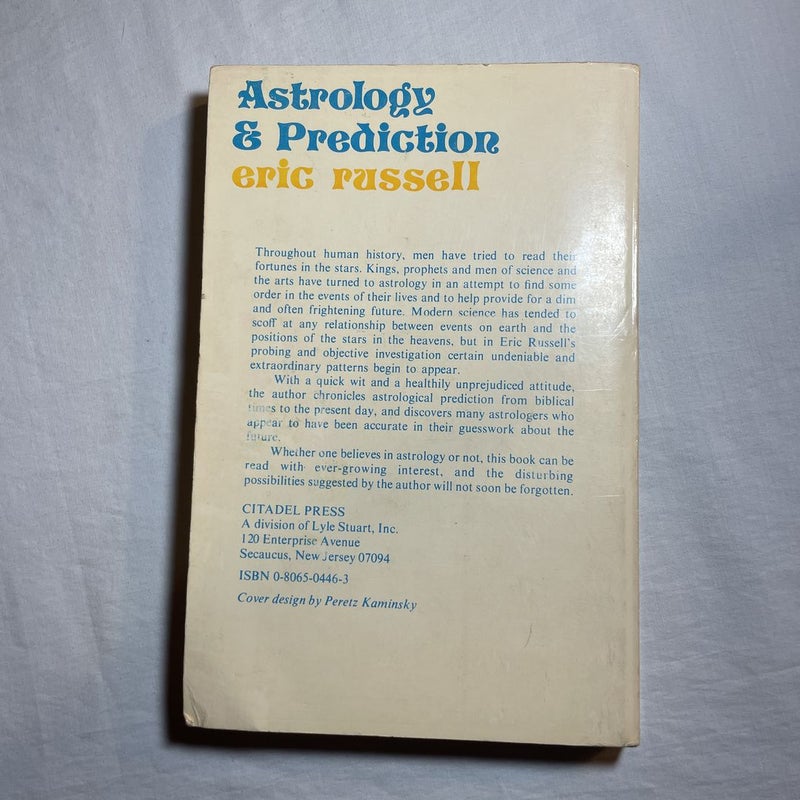 Astrology
& Prediction
eric russell
Throughout human history, men have tried to read their
fortunes in the stars. Kings, prophets and men of science and
the arts have turned to astrology in an attempt to find some
order in the events of their lives and to help provide for a dim
and often frightening future. Modern science has tended to
scoff at any relationship between events on earth and the
positions of the stars in the heavens, but in Eric Russell's
probing and objective investigation certain undeniable and
extraordinary patterns begin to appear.
With a quick wit and a healthily unprejudiced attitude,
the author chronicles astrological prediction from biblical
times to the present day, and discovers many astrologers who
appear to have been accurate in their guesswork about the
future.
Whether one believes in astrology or not, this book can be
read with ever-growing interest, and the disturbing
possibilities suggested by the author will not soon be forgotten.
CITADEL PRESS
A division of Lyle Stuart, Inc.
120 Enterprise Avenue
Secaucus, New Jersey 07094
ISBN 0-8065-0446-3
Cover design by Peretz Kaminsky